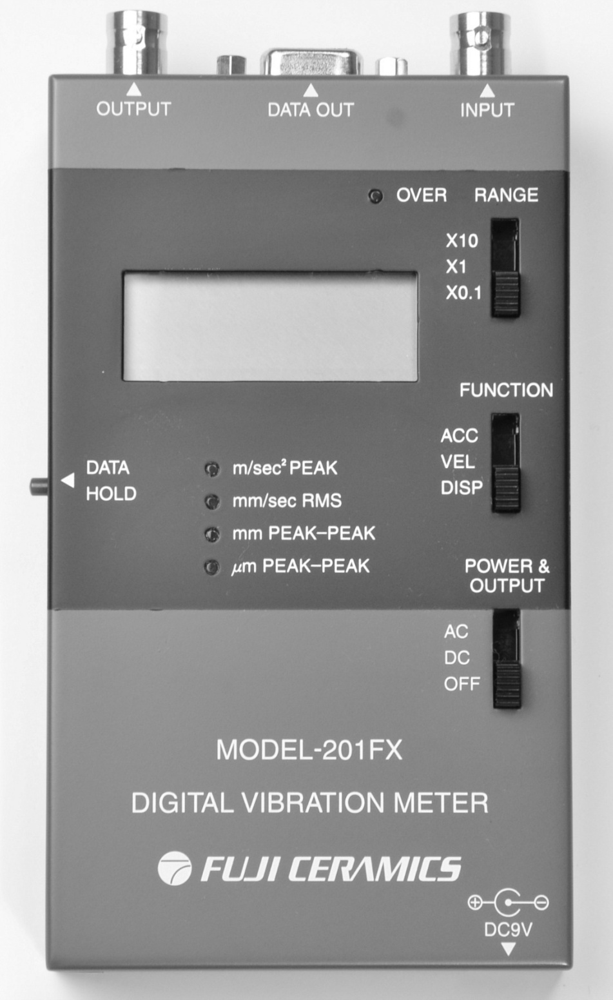 OUTPUT
DATA OUT
INPUT
OVER
RANGE
X10
X1
X0.1
FUNCTION
ACC
VEL
DISP
DATA
HOLD
m/sec² PEAK
mm/sec RMS
mm PEAK–PEAK
µm PEAK–PEAK
POWER &
OUTPUT
AC
DC
OFF
MODEL-201FX
DIGITAL VIBRATION METER
FUJI CERAMICS
DC9V